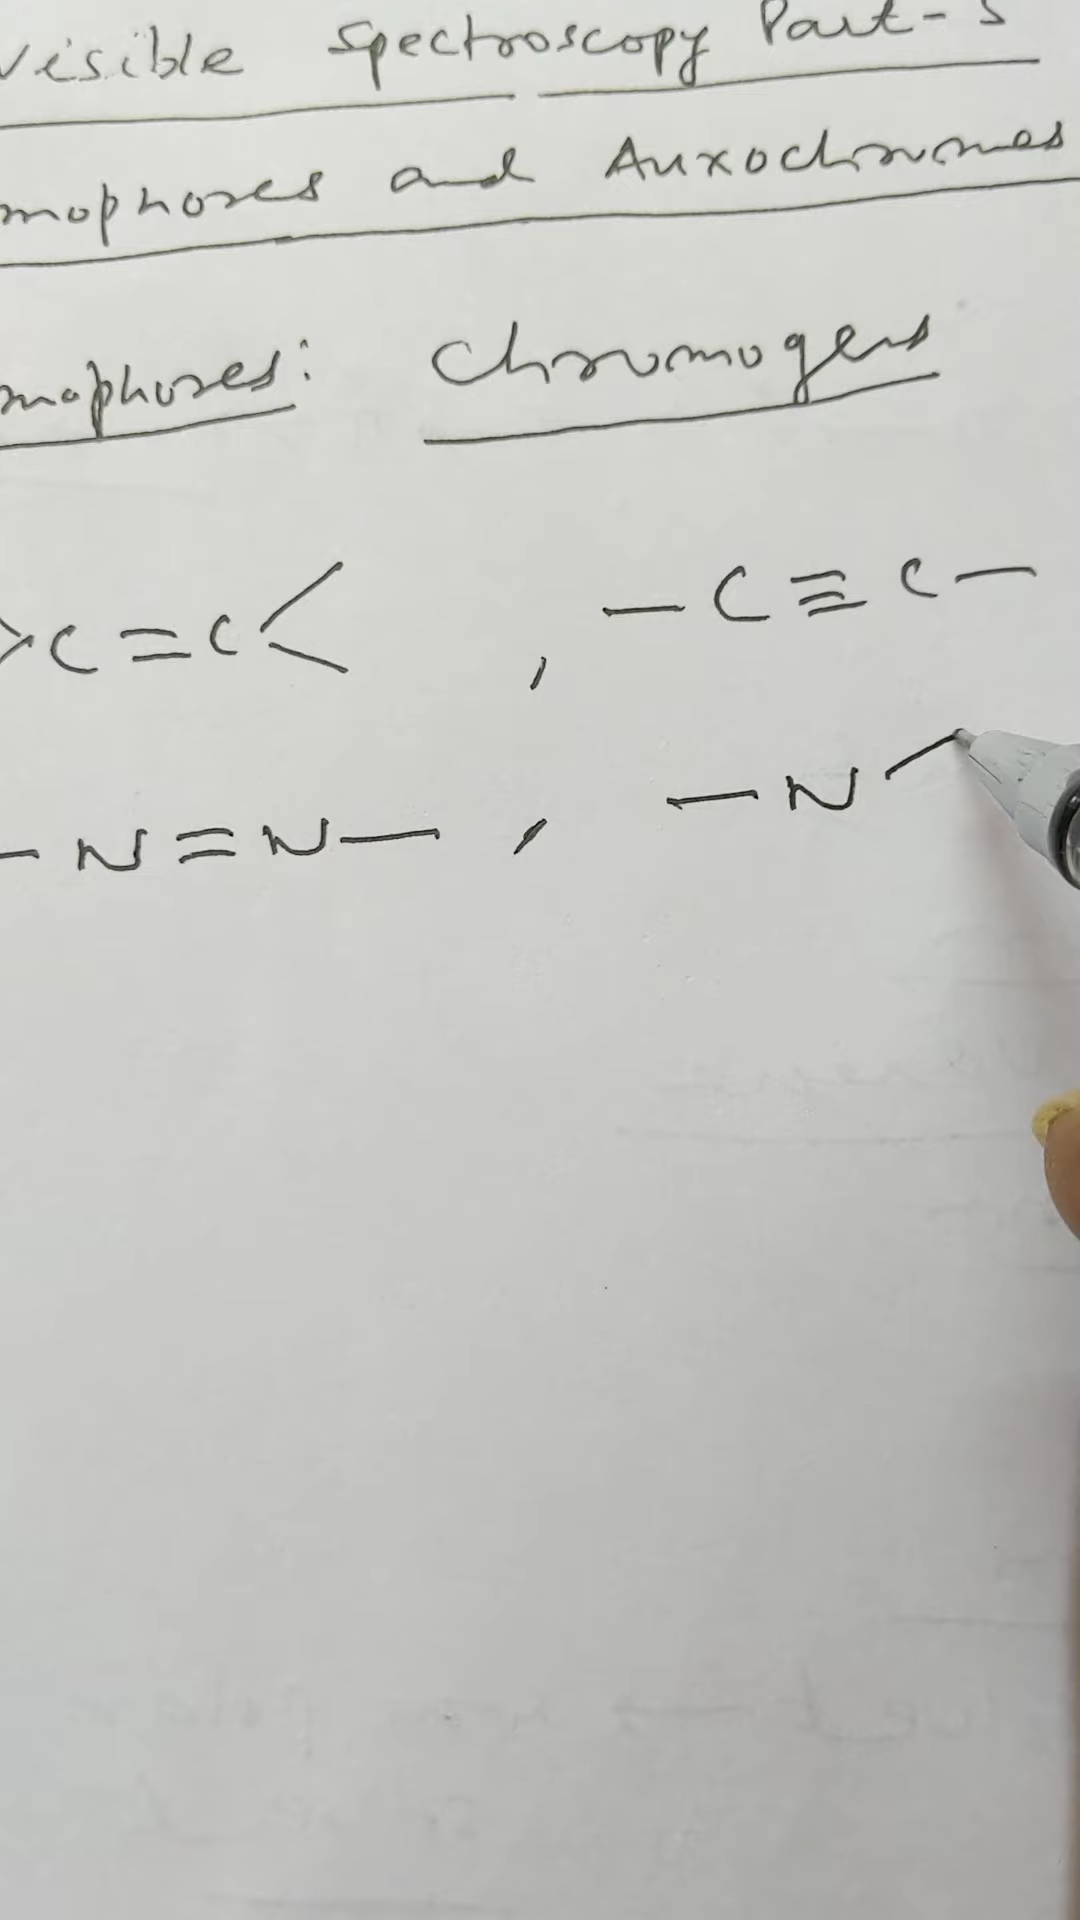 visible spectroscopy Part - 5
mophores and Auxochromes
mophores: Chromogens
>C=C< , -C≡C-
-N=N- , -N